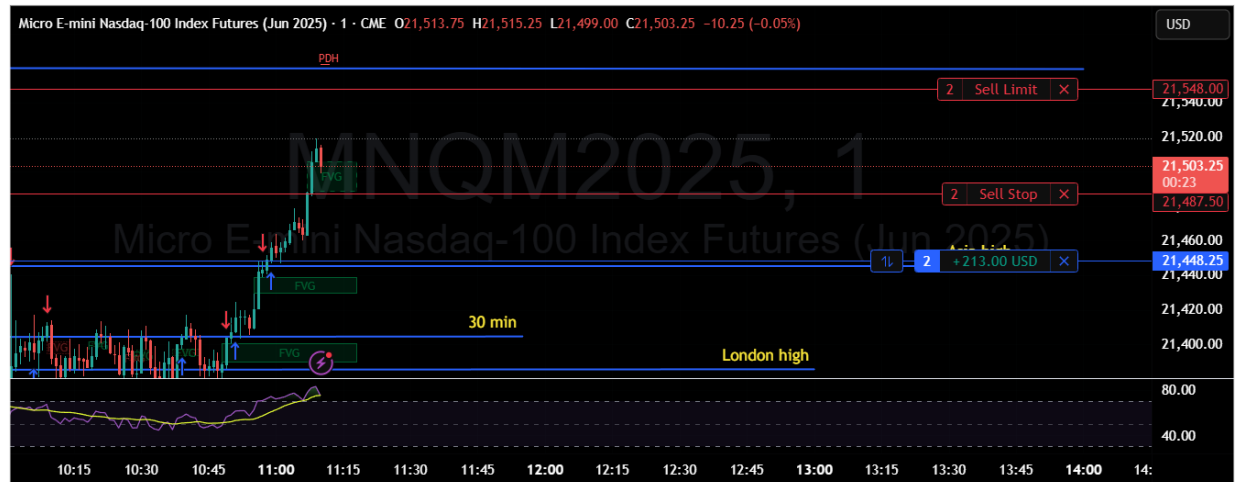 Micro E-mini Nasdaq-100 Index Futures (Jun 2025) · 1 · CME O21,513.75 H21,515.25 L21,499.00 C21,503.25 −10.25 (−0.05%)
USD
PDH
2 Sell Limit ×
21,548.00
21,540.00
MNQM2025, 1
21,520.00
FVG
21,503.25
00:23
2 Sell Stop ×
21,487.50
Micro E-mini Nasdaq-100 Index Futures (Jun 2025)
21,460.00
Asia high
2 +213.00 USD ×
21,448.25
21,440.00
FVG
21,420.00
30 min
FVG
FVG
21,400.00
London high
80.00
40.00
10:15 10:30 10:45 11:00 11:15 11:30 11:45 12:00 12:15 12:30 12:45 13:00 13:15 13:30 13:45 14:00 14: